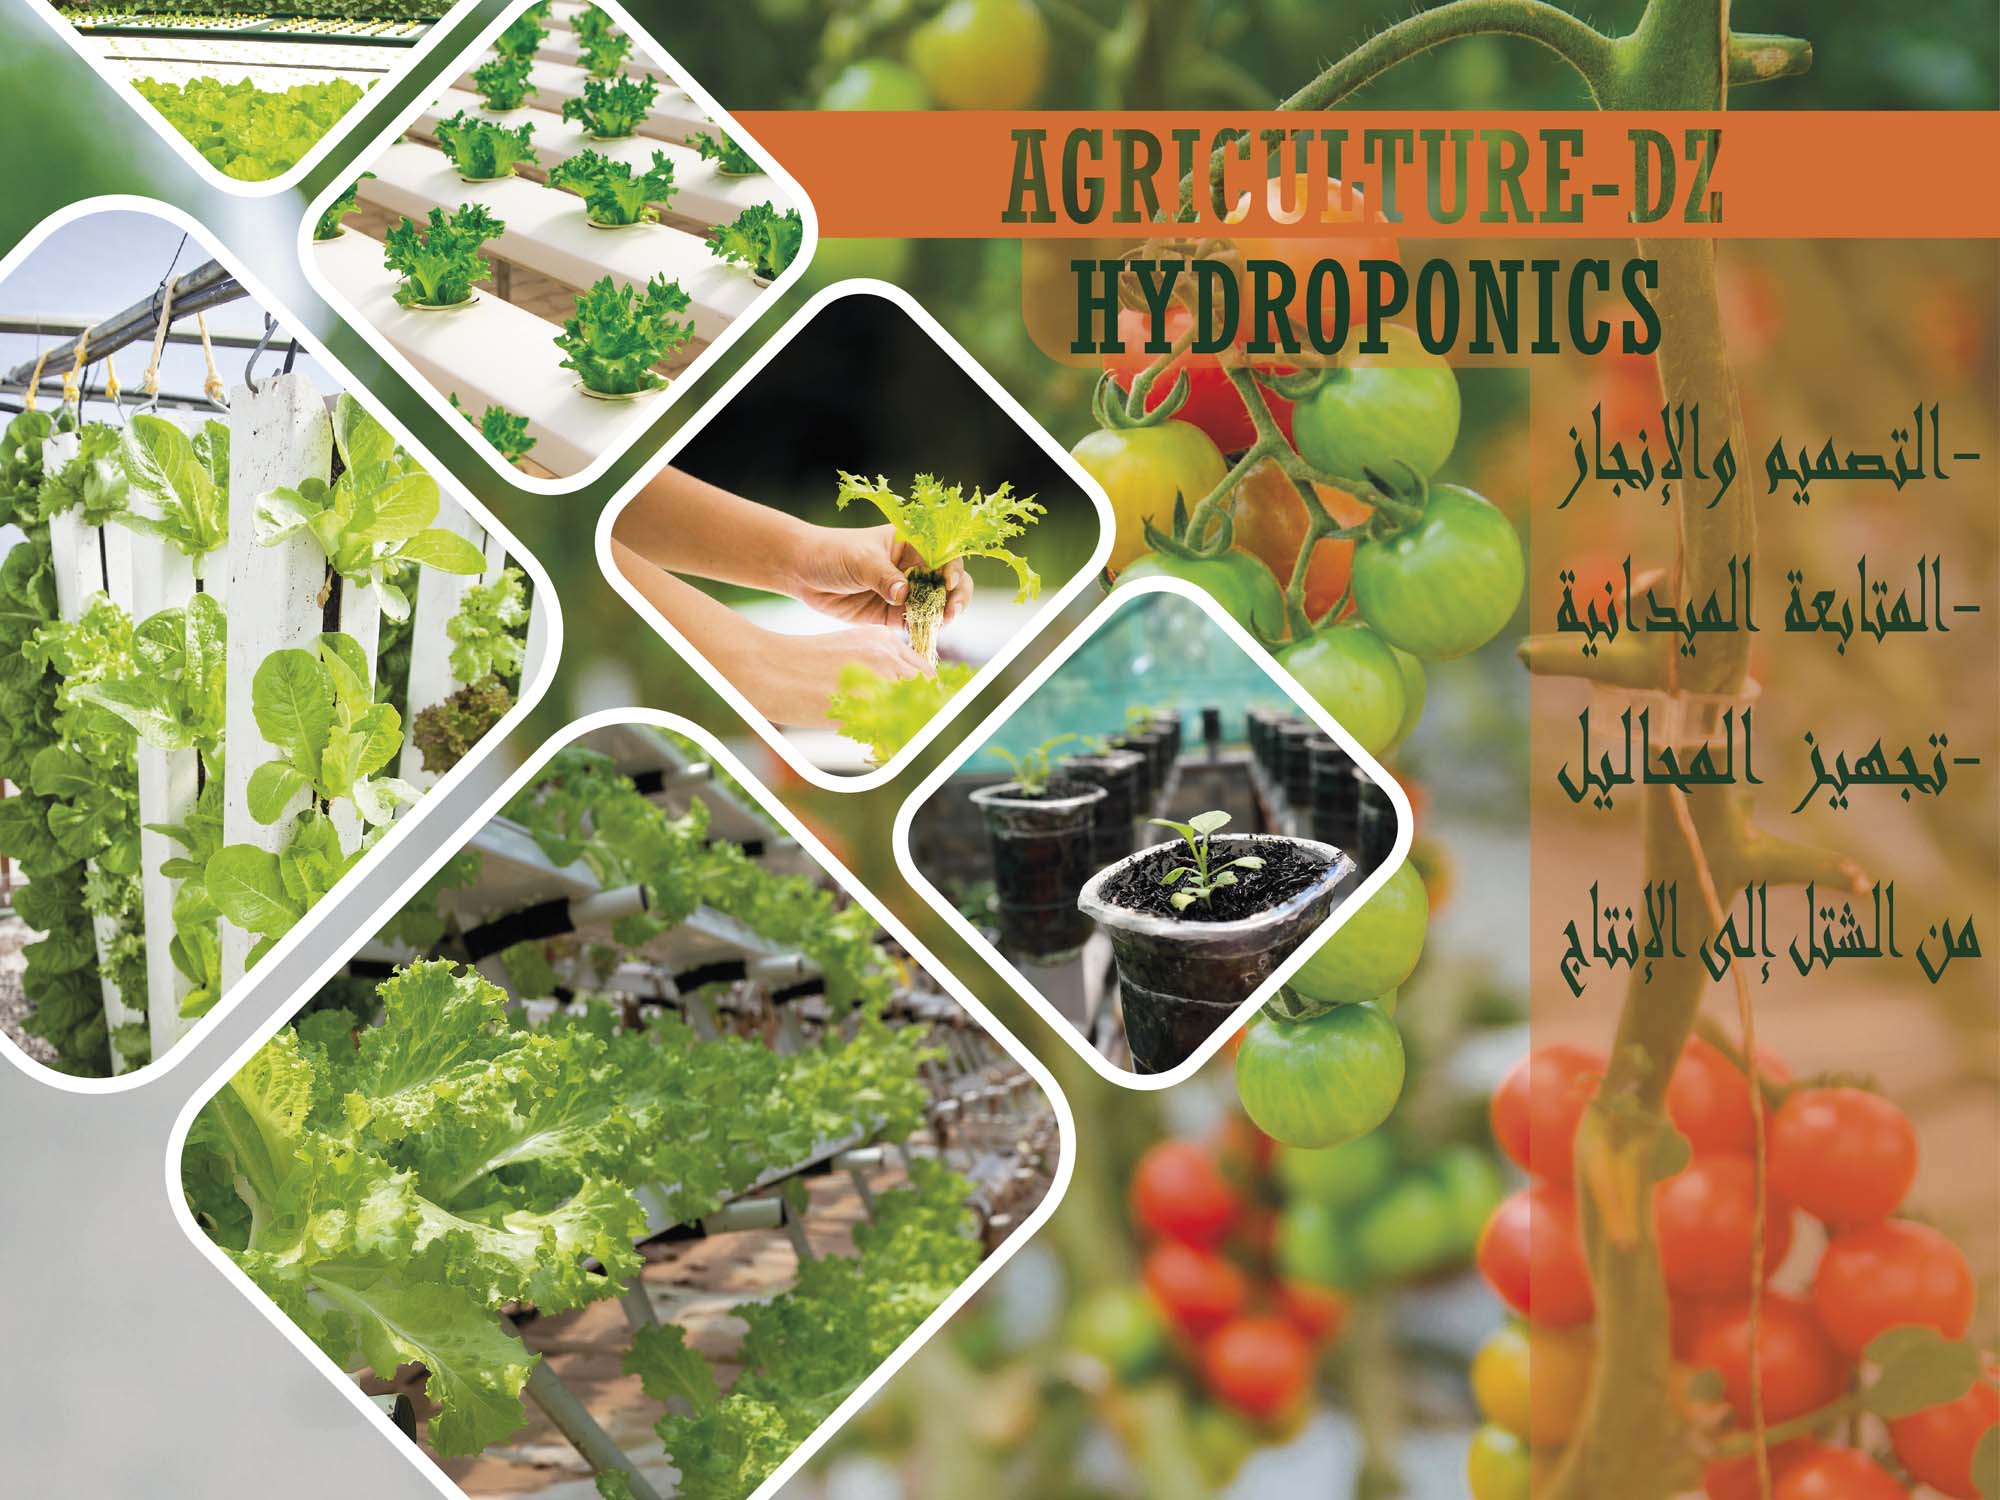 AGRICULTURE-DZ
HYDROPONICS
-التصميم والإنجاز
-المتابعة الميدانية
-تجهيز المحاليل
من الشتل إلى الإنتاج